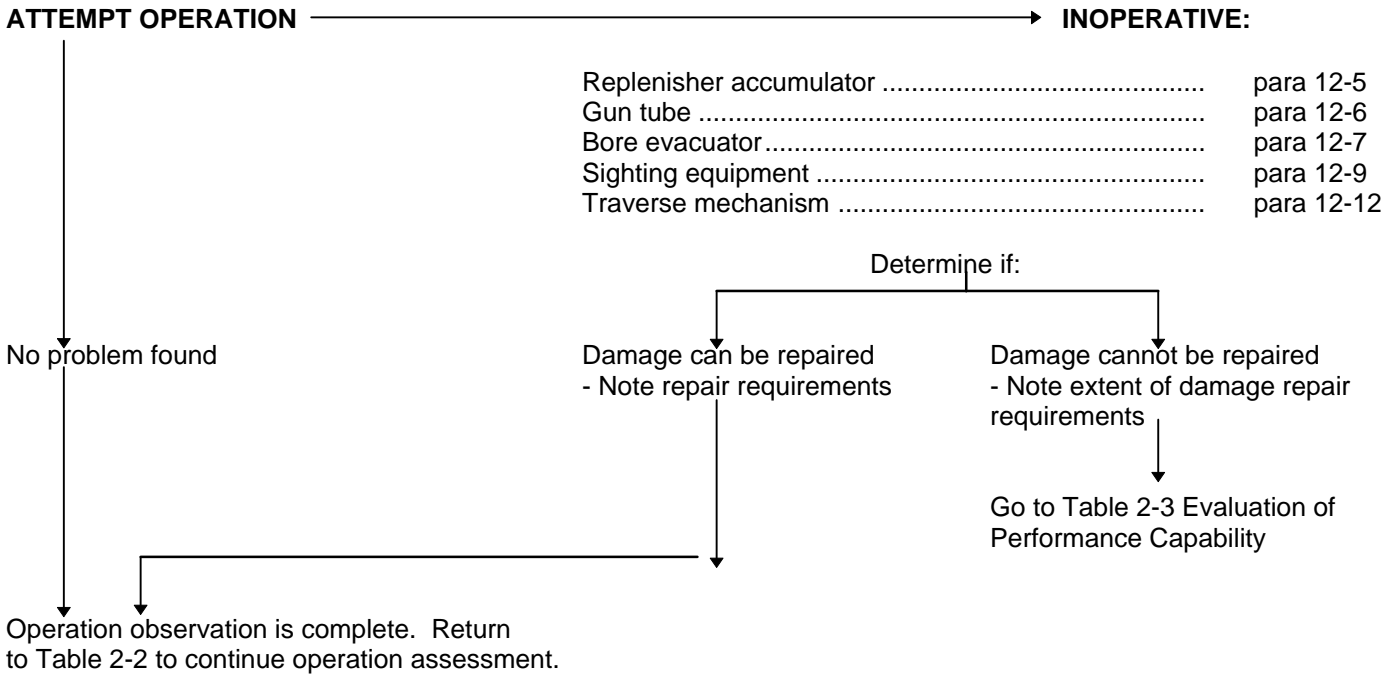 ATTEMPT OPERATION
INOPERATIVE:
Replenisher accumulator ............................................ para 12-5
Gun tube ...................................................................... para 12-6
Bore evacuator............................................................. para 12-7
Sighting equipment ...................................................... para 12-9
Traverse mechanism ................................................... para 12-12
Determine if:
No problem found
Damage can be repaired
- Note repair requirements
Damage cannot be repaired
- Note extent of damage repair
requirements
Go to Table 2-3 Evaluation of
Performance Capability
Operation observation is complete. Return
to Table 2-2 to continue operation assessment.